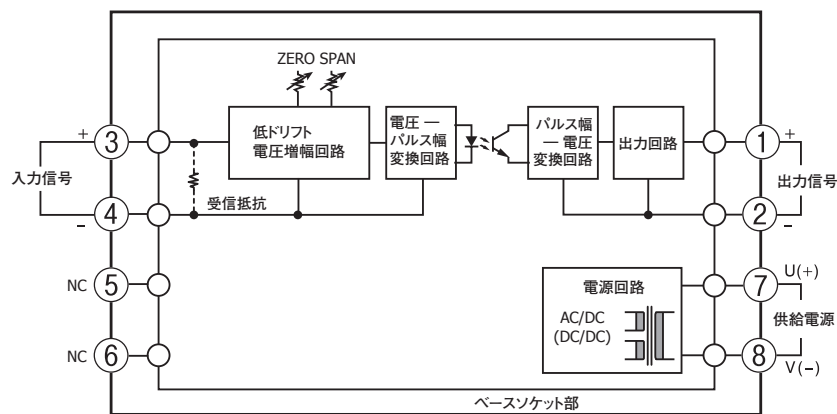 ZERO SPAN
低ドリフト
電圧増幅回路
電圧 ―
パルス幅
変換回路
パルス幅
― 電圧
変換回路
出力回路
+
3
入力信号
-
4
受信抵抗
NC
5
NC
6
1
+
出力信号
2
-
電源回路
AC/DC
(DC/DC)
7
U(+)
供給電源
8
V(-)
ベースソケット部